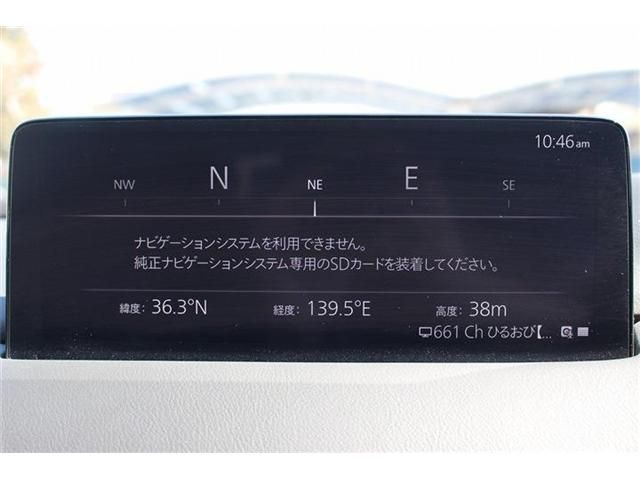 10:46am
NW N NE E SE
ナビゲーションシステムを利用できません。
純正ナビゲーションシステム専用のSDカードを装着してください。
緯度: 36.3°N 経度: 139.5°E 高度: 38m
661 Ch ひるおび【...